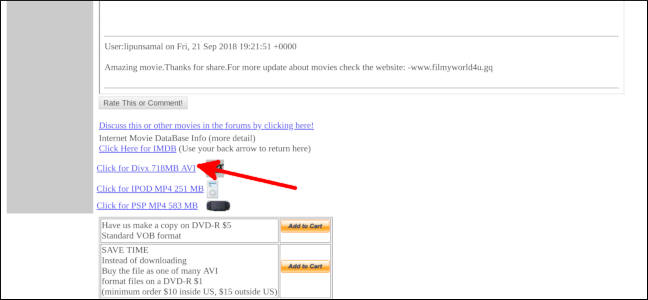 User:lipunsamal on Fri, 21 Sep 2018 19:21:51 +0000
Amazing movie.Thanks for share.For more update about movies check the website: -www.filmyworld4u.gq
Rate This or Comment!
Discuss this or other movies in the forums by clicking here!
Internet Movie DataBase Info (more detail)
Click Here for IMDB (Use your back arrow to return here)
Click for Divx 718MB AVI
Click for IPOD MP4 251 MB
Click for PSP MP4 583 MB
Have us make a copy on DVD-R $5
Standard VOB format
Add to Cart
SAVE TIME
Instead of downloading
Buy the file as one of many AVI
format files on a DVD-R $1
(minimum order $10 inside US, $15 outside US)
Add to Cart